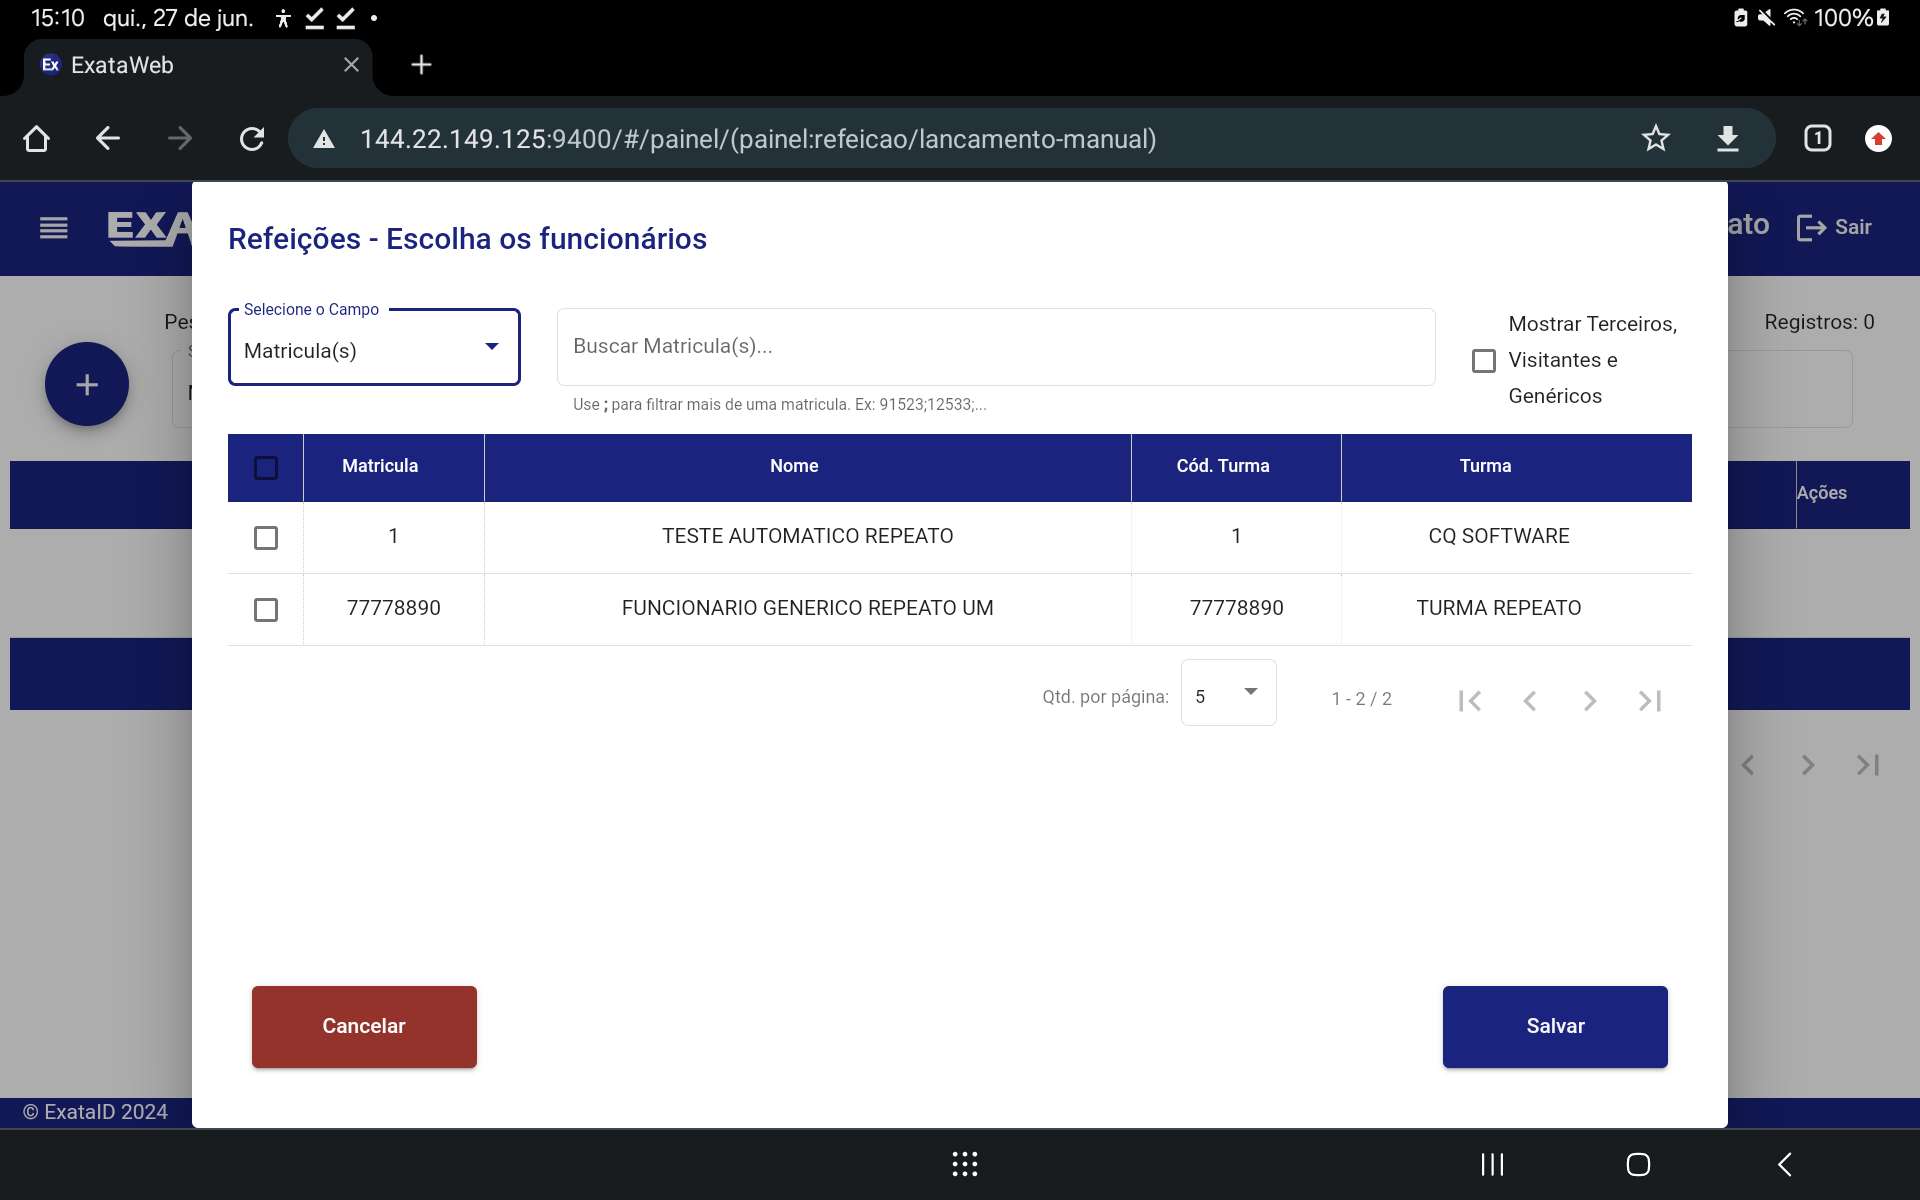 15:10 qui., 27 de jun.
100%
Ex ExataWeb
144.22.149.125:9400/#/painel/(painel:refeicao/lancamento-manual)
1
EXA
ato
Sair
Refeições - Escolha os funcionários
Selecione o Campo
Matricula(s)
Buscar Matricula(s)...
Use ; para filtrar mais de uma matricula. Ex: 91523;12533;...
Mostrar Terceiros,
Visitantes e
Genéricos
Pes
Registros: 0
Matricula Nome Cód. Turma Turma
Ações
1 TESTE AUTOMATICO REPEATO 1 CQ SOFTWARE
77778890 FUNCIONARIO GENERICO REPEATO UM 77778890 TURMA REPEATO
Qtd. por página: 5 1 - 2 / 2
Cancelar
Salvar
© ExataID 2024